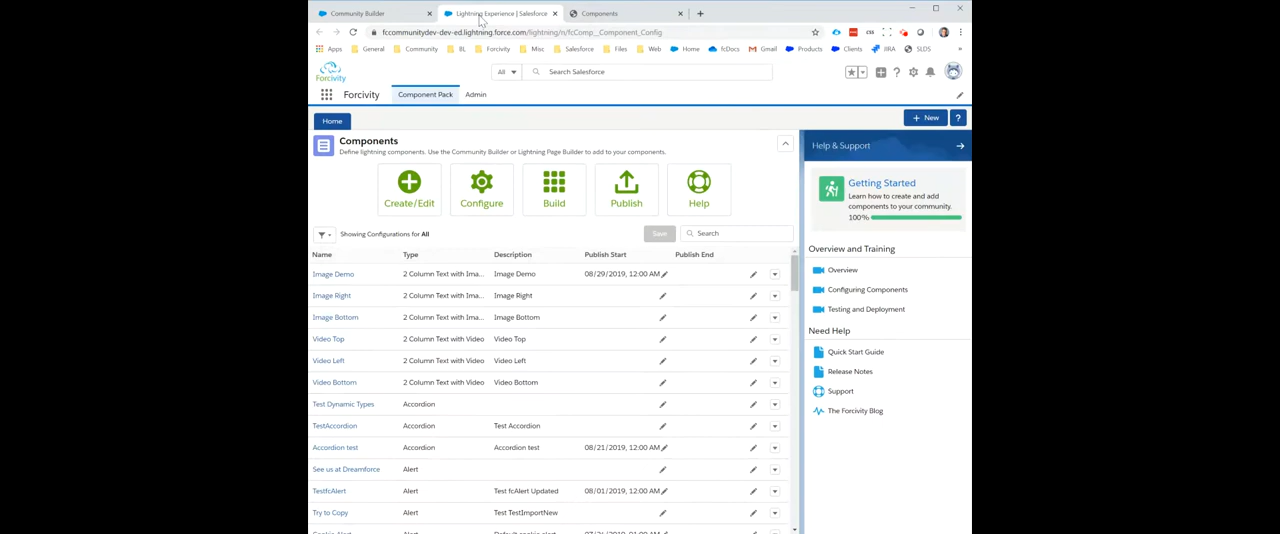 Community Builder
Lightning Experience | Salesforce
Components
fccommunitydev-dev-ed.lightning.force.com/lightning/n/fcComp__Component_Config
Apps
General
Community
BL
Forcivity
Misc
Salesforce
Files
Web
Home
fcDocs
Gmail
Products
Clients
JIRA
SLDS
Forcivity
All
Search Salesforce
Forcivity
Component Pack
Admin
Home
New
?
Components
Define lightning components. Use the Community Builder or Lightning Page Builder to add to your components.
Create/Edit
Configure
Build
Publish
Help
Showing Configurations for All
Save
Search
Name Type Description Publish Start Publish End
Image Demo 2 Column Text with Ima... Image Demo 08/29/2019, 12:00 AM
Image Right 2 Column Text with Ima... Image Right
Image Bottom 2 Column Text with Ima... Image Bottom
Video Top 2 Column Text with Video Video Top
Video Left 2 Column Text with Video Video Left
Video Bottom 2 Column Text with Video Video Bottom
Test Dynamic Types Accordion
TestAccordion Accordion Test Accordion
Accordion test Accordion Accordion test 08/21/2019, 12:00 AM
See us at Dreamforce Alert
TestfcAlert Alert Test fcAlert Updated 08/01/2019, 12:00 AM
Try to Copy Alert Test TestImportNew
Help & Support
Getting Started
Learn how to create and add
components to your community.
100%
Overview and Training
Overview
Configuring Components
Testing and Deployment
Need Help
Quick Start Guide
Release Notes
Support
The Forcivity Blog